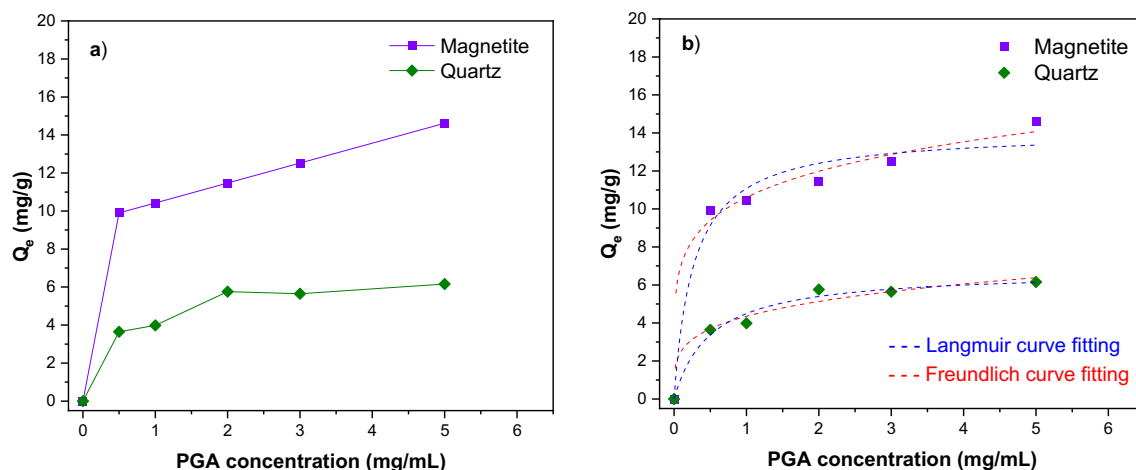 a)
Magnetite
Quartz
20
18
16
14
12
10
8
6
4
2
0
Qe (mg/g)
0 1 2 3 4 5 6
PGA concentration (mg/mL)
b)
Magnetite
Quartz
20
18
16
14
12
10
8
6
4
2
0
Qe (mg/g)
Langmuir curve fitting
Freundlich curve fitting
0 1 2 3 4 5 6
PGA concentration (mg/mL)